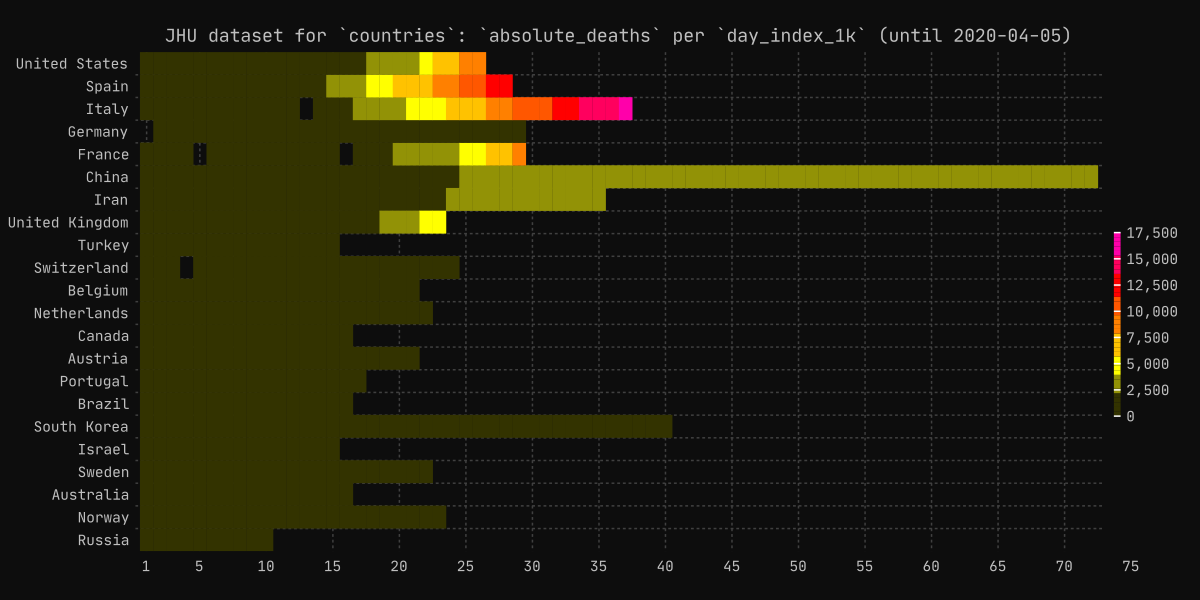 JHU dataset for `countries`: `absolute_deaths` per `day_index_1k` (until 2020-04-05)
United States
Spain
Italy
Germany
France
China
Iran
United Kingdom
Turkey
Switzerland
Belgium
Netherlands
Canada
Austria
Portugal
Brazil
South Korea
Israel
Sweden
Australia
Norway
Russia
1 5 10 15 20 25 30 35 40 45 50 55 60 65 70 75
17,500
15,000
12,500
10,000
7,500
5,000
2,500
0